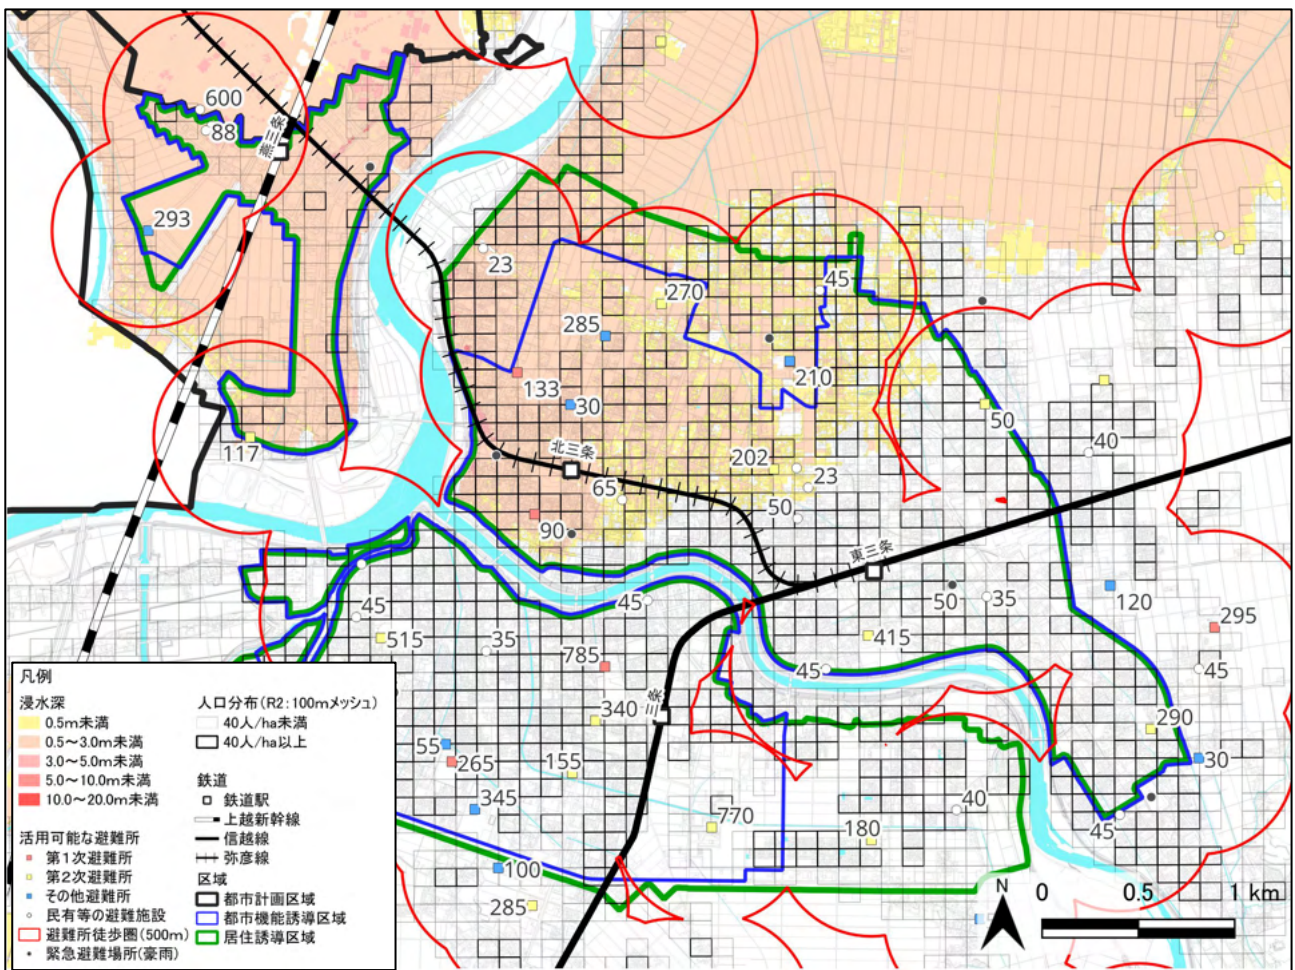 600
88
燕三条
293
23
270
45
285
210
133
30
50
40
117
北三条
202
23
65
50
90
東三条
45
45
50
35
120
515
35
415
295
785
45
45
340
三条
290
55
30
265
155
345
770
40
180
45
100
285
凡例
浸水深
0.5m未満
0.5～3.0m未満
3.0～5.0m未満
5.0～10.0m未満
10.0～20.0m未満
活用可能な避難所
第1次避難所
第2次避難所
その他避難所
民有等の避難施設
避難所徒歩圏(500m)
緊急避難場所(豪雨)
人口分布(R2:100mメッシュ)
40人/ha未満
40人/ha以上
鉄道
鉄道駅
上越新幹線
信越線
弥彦線
区域
都市計画区域
都市機能誘導区域
居住誘導区域
N
0 0.5 1 km